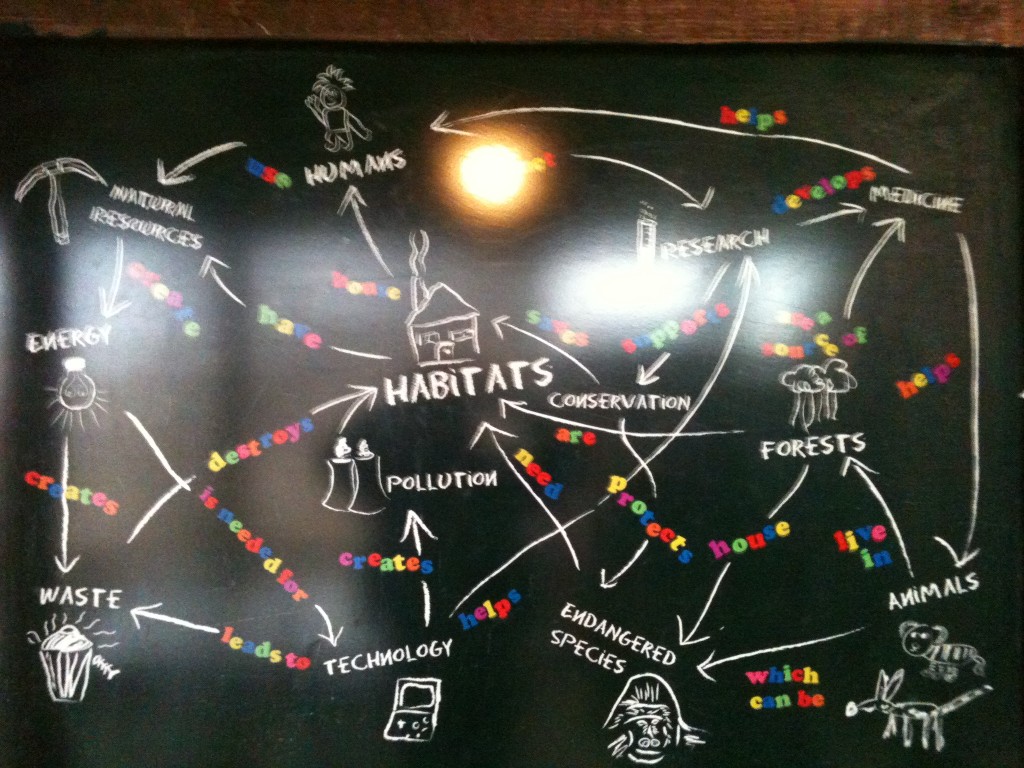 helps
HUMANS
use
develops
MEDICINE
NATURAL
RESOURCES
RESEARCH
create
house
have
saves
supports
are a
source of
helps
ENERGY
HABITATS
CONSERVATION
are
FORESTS
destroys
need
creates
POLLUTION
protects
is needed for
house
live
in
creates
helps
WASTE
ENDANGERED
SPECIES
ANIMALS
leads to
TECHNOLOGY
which
can be